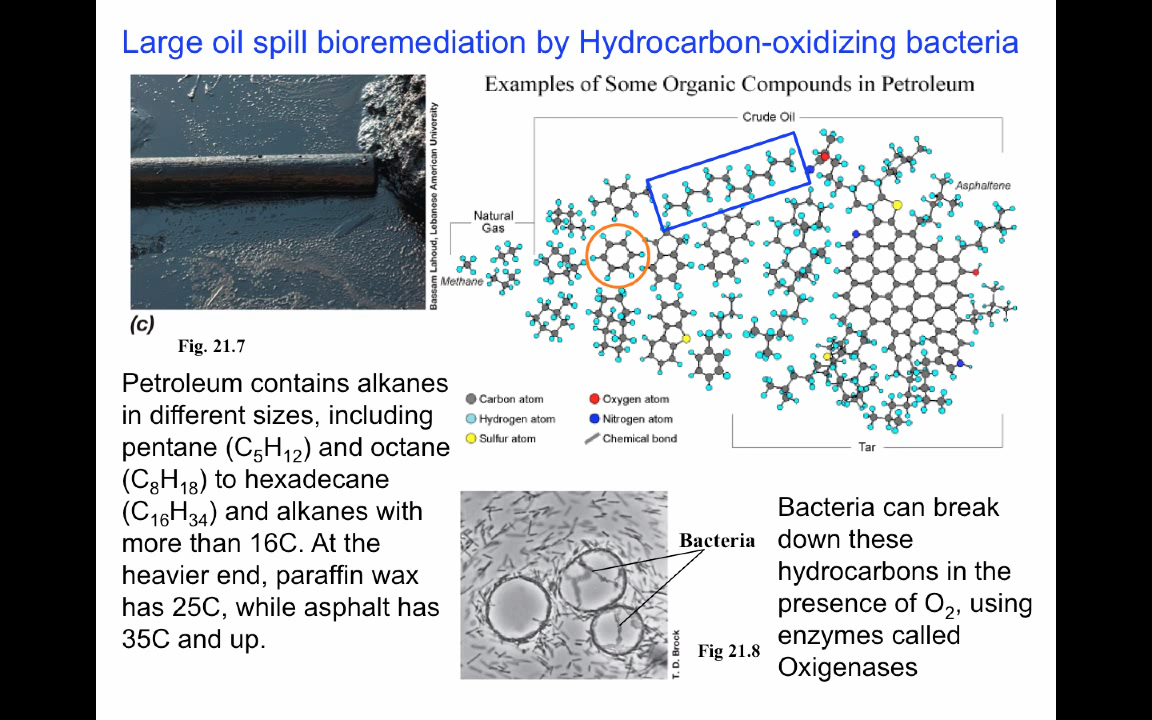 Large oil spill bioremediation by Hydrocarbon-oxidizing bacteria
Bassam Lahoud, Lebanese American University
(c)
Fig. 21.7
Examples of Some Organic Compounds in Petroleum
Crude Oil
Asphaltene
Natural
Gas
Methane
Carbon atom
Oxygen atom
Hydrogen atom
Nitrogen atom
Sulfur atom
Chemical bond
Tar
Petroleum contains alkanes
in different sizes, including
pentane (C₅H₁₂) and octane
(C₈H₁₈) to hexadecane
(C₁₆H₃₄) and alkanes with
more than 16C. At the
heavier end, paraffin wax
has 25C, while asphalt has
35C and up.
Bacteria
T. D. Brock
Fig 21.8
Bacteria can break
down these
hydrocarbons in the
presence of O₂, using
enzymes called
Oxigenases